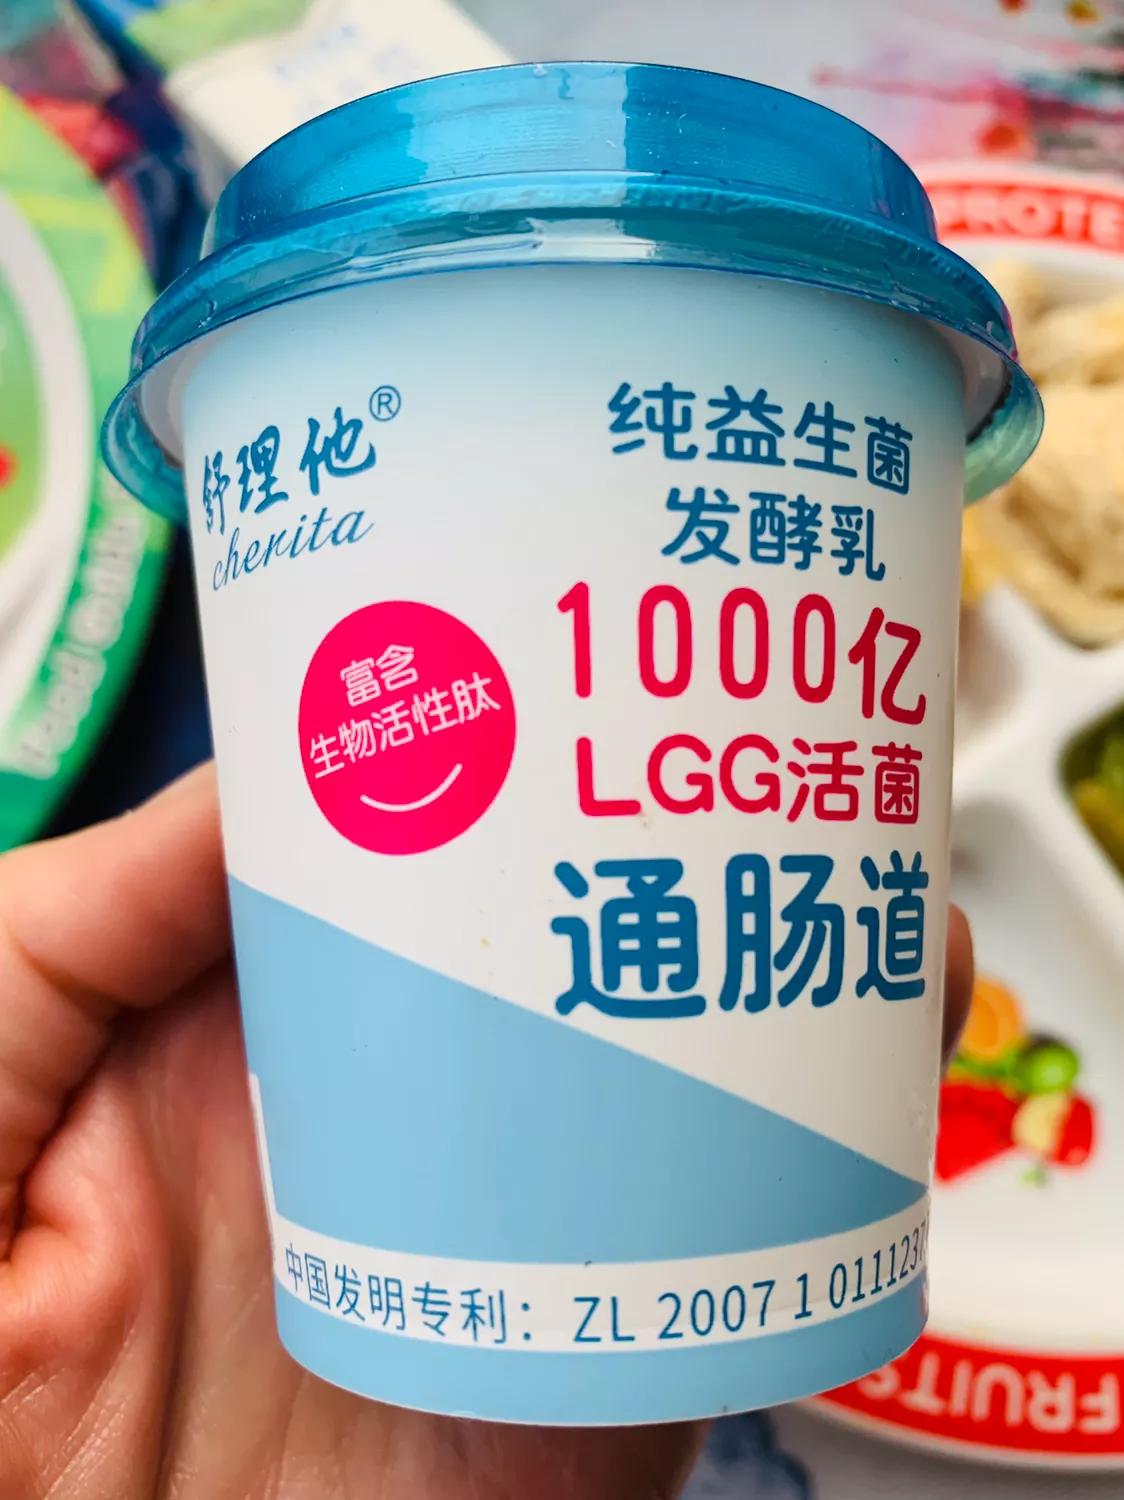 舒理他®
cherita
纯益生菌
发酵乳
1000亿
LGG活菌
通肠道
富含
生物活性肽
中国发明专利：ZL 2007 1 0111237
PROTE
FRUITS